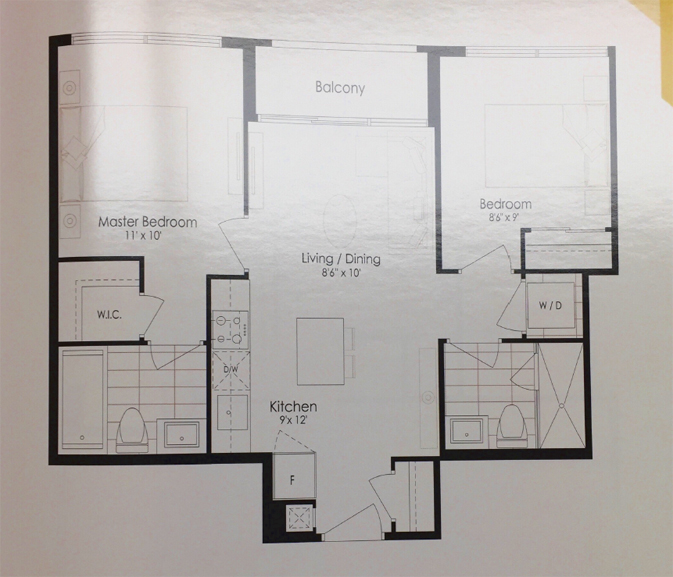 Balcony
Master Bedroom
11' x 10'
Bedroom
8'6" x 9'
Living / Dining
8'6" x 10'
W.I.C.
W / D
D/W
Kitchen
9'x 12'
F